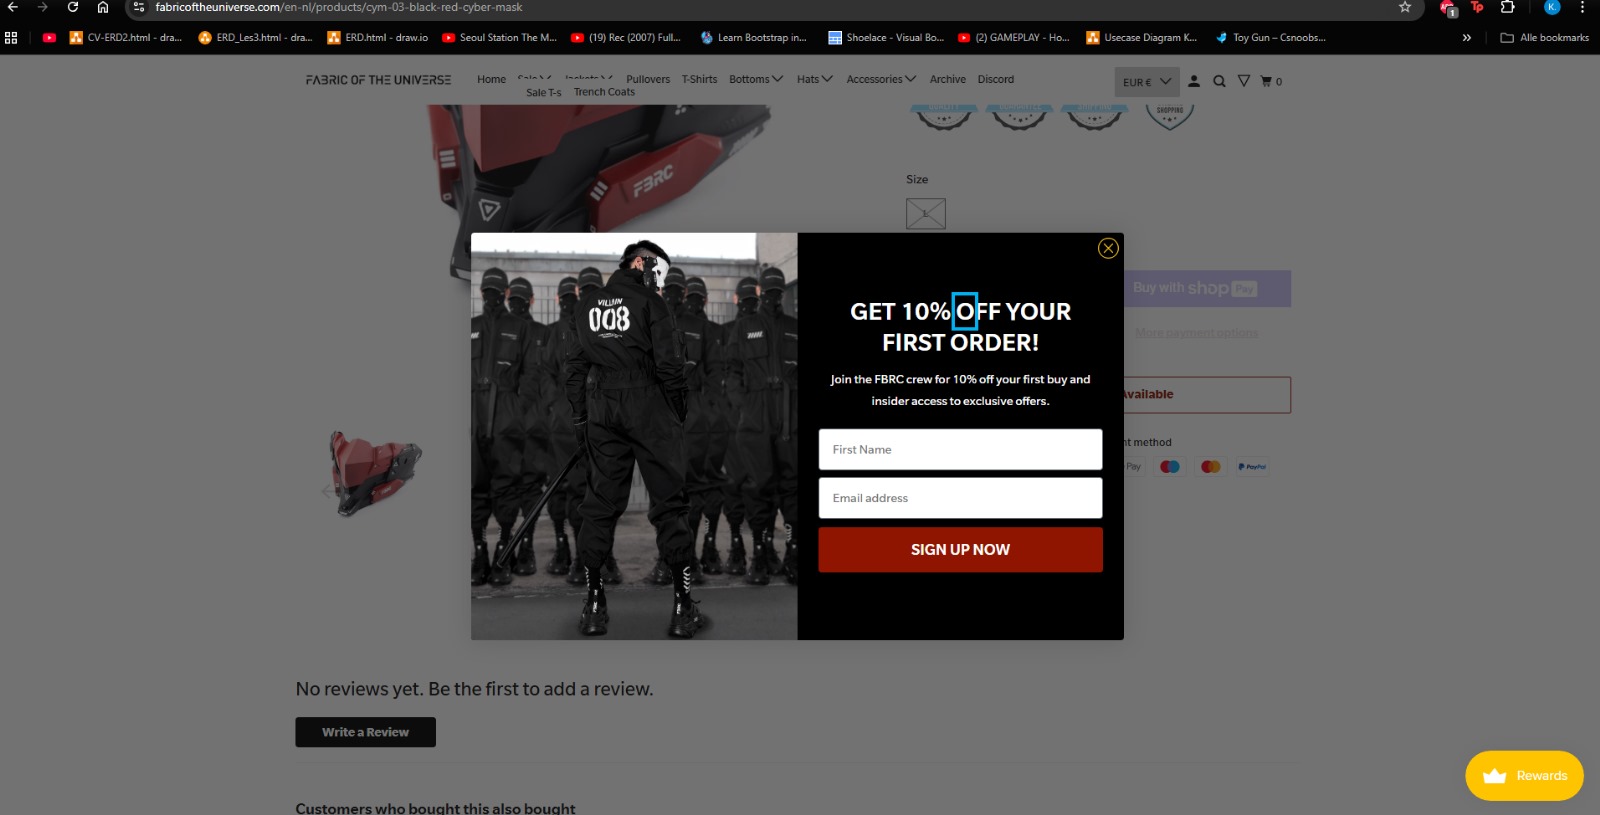 fabricoftheuniverse.com/en-nl/products/cym-03-black-red-cyber-mask
1
K.
CV-ERD2.html - dra...
ERD_Les3.html - dra...
ERD.html - draw.io
Seoul Station The M...
(19) Rec (2007) Full...
Learn Bootstrap in...
Shoelace - Visual Bo...
(2) GAMEPLAY - Ho...
Usecase Diagram K...
Toy Gun – Csnoobs...
»
Alle bookmarks
FABRIC OF THE UNIVERSE
Home
Sale
Jackets
Pullovers
T-Shirts
Bottoms
Hats
Accessories
Archive
Discord
Sale T-s
Trench Coats
EUR €
0
SHOPPING
FBRC
Size
L
Buy with shop Pay
More payment options
Available
nt method
Pay
PayPal
VILLAIN
008
GET 10% OFF YOUR
FIRST ORDER!
Join the FBRC crew for 10% off your first buy and
insider access to exclusive offers.
First Name
Email address
SIGN UP NOW
No reviews yet. Be the first to add a review.
Write a Review
Rewards
Customers who bought this also bought